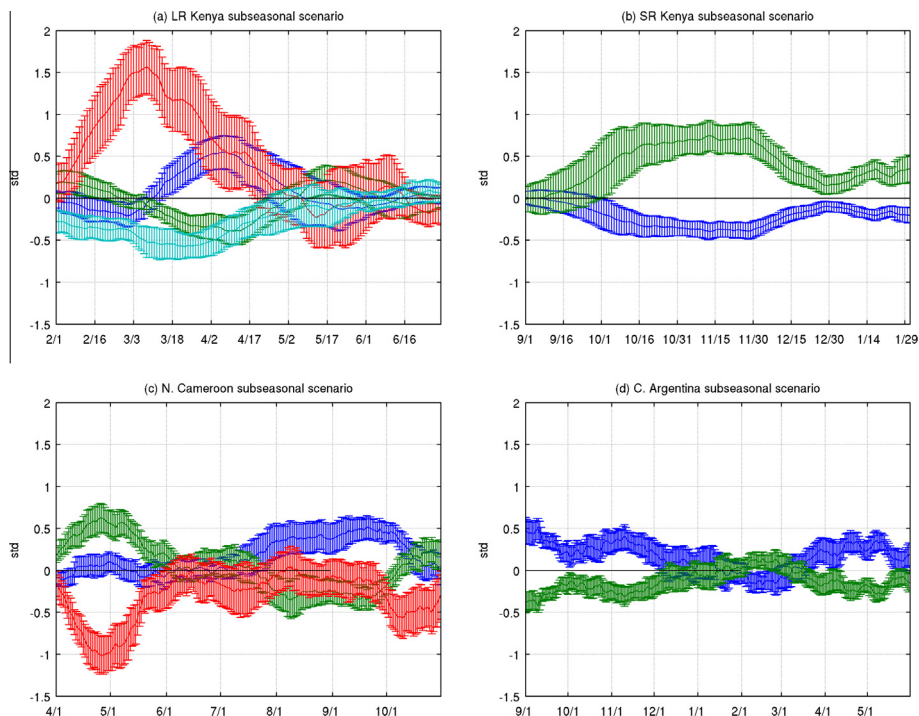 (a) LR Kenya subseasonal scenario
2
1.5
1
0.5
0
-0.5
-1
-1.5
std
2/1 2/16 3/3 3/18 4/2 4/17 5/2 5/17 6/1 6/16
(b) SR Kenya subseasonal scenario
2
1.5
1
0.5
0
-0.5
-1
-1.5
std
9/1 9/16 10/1 10/16 10/31 11/15 11/30 12/15 12/30 1/14 1/29
(c) N. Cameroon subseasonal scenario
2
1.5
1
0.5
0
-0.5
-1
-1.5
std
4/1 5/1 6/1 7/1 8/1 9/1 10/1
(d) C. Argentina subseasonal scenario
2
1.5
1
0.5
0
-0.5
-1
-1.5
std
9/1 10/1 11/1 12/1 1/1 2/1 3/1 4/1 5/1